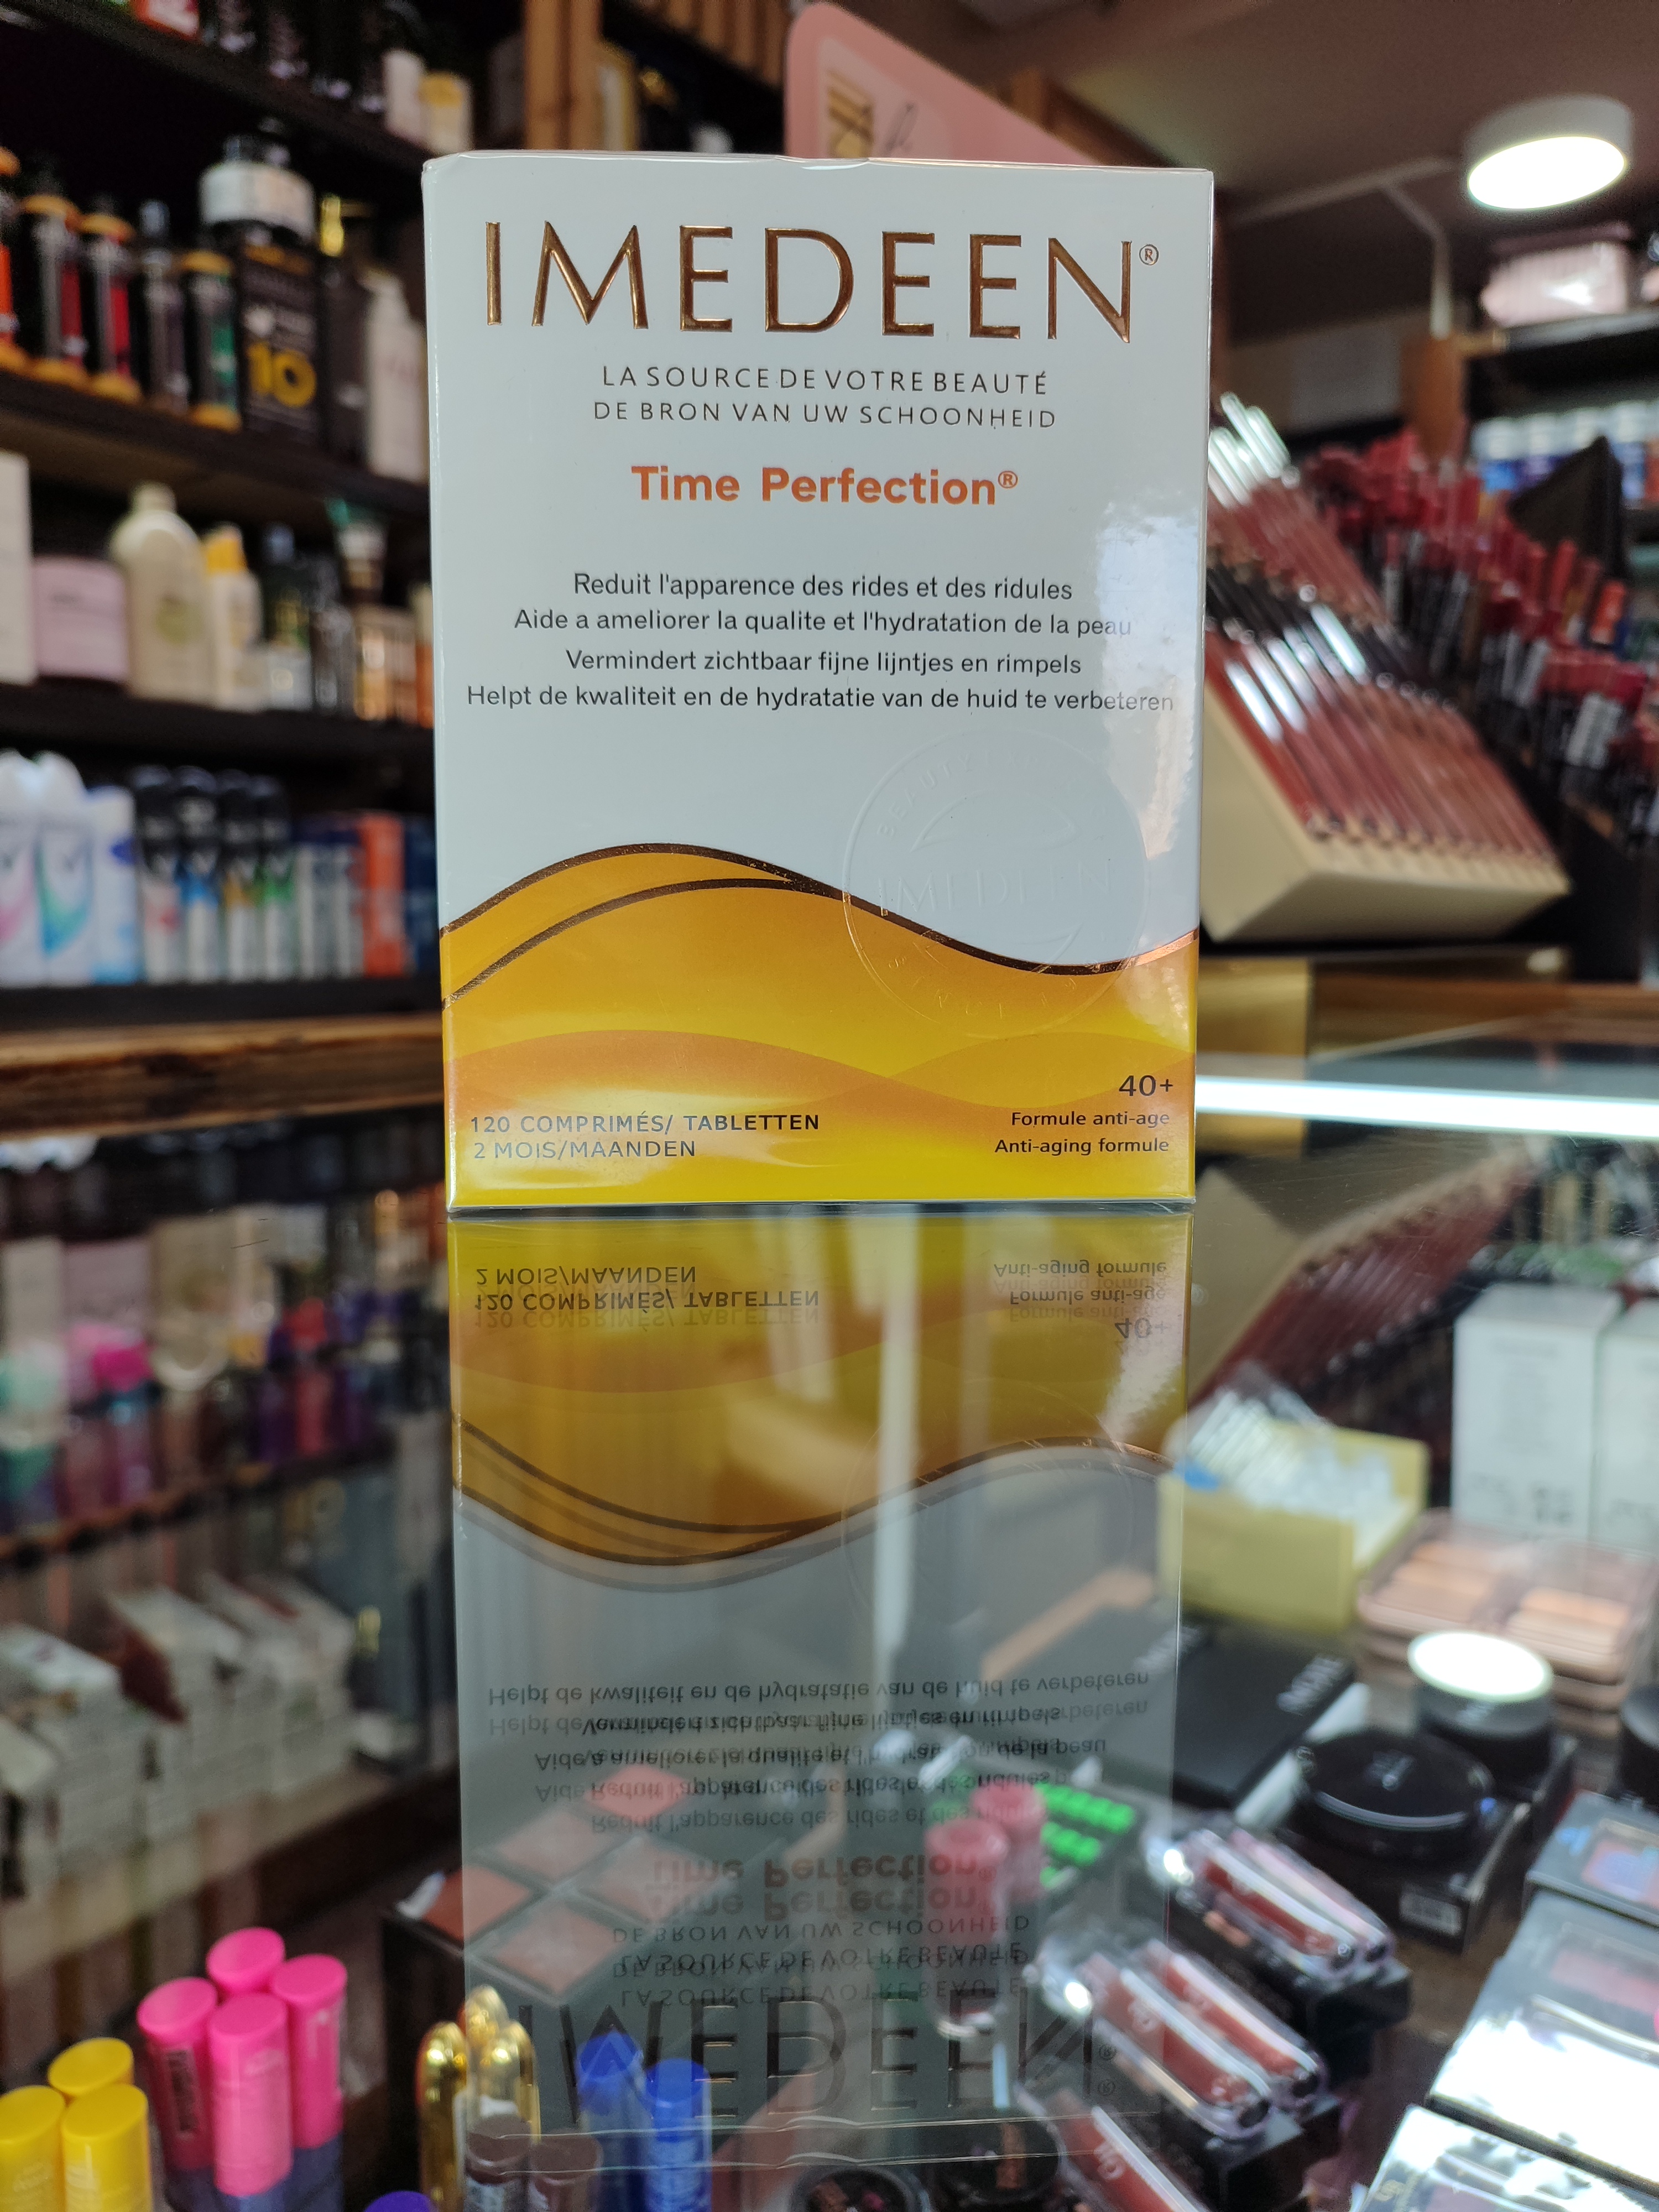 IMEDEEN®
LA SOURCE DE VOTRE BEAUTÉ
DE BRON VAN UW SCHOONHEID
Time Perfection®
Reduit l'apparence des rides et des ridules
Aide a ameliorer la qualite et l'hydratation de la peau
Vermindert zichtbaar fijne lijntjes en rimpels
Helpt de kwaliteit en de hydratatie van de huid te verbeteren
IMEDEEN
40+
120 COMPRIMÉS/ TABLETTEN
2 MOIS/MAANDEN
Formule anti-age
Anti-aging formule
10